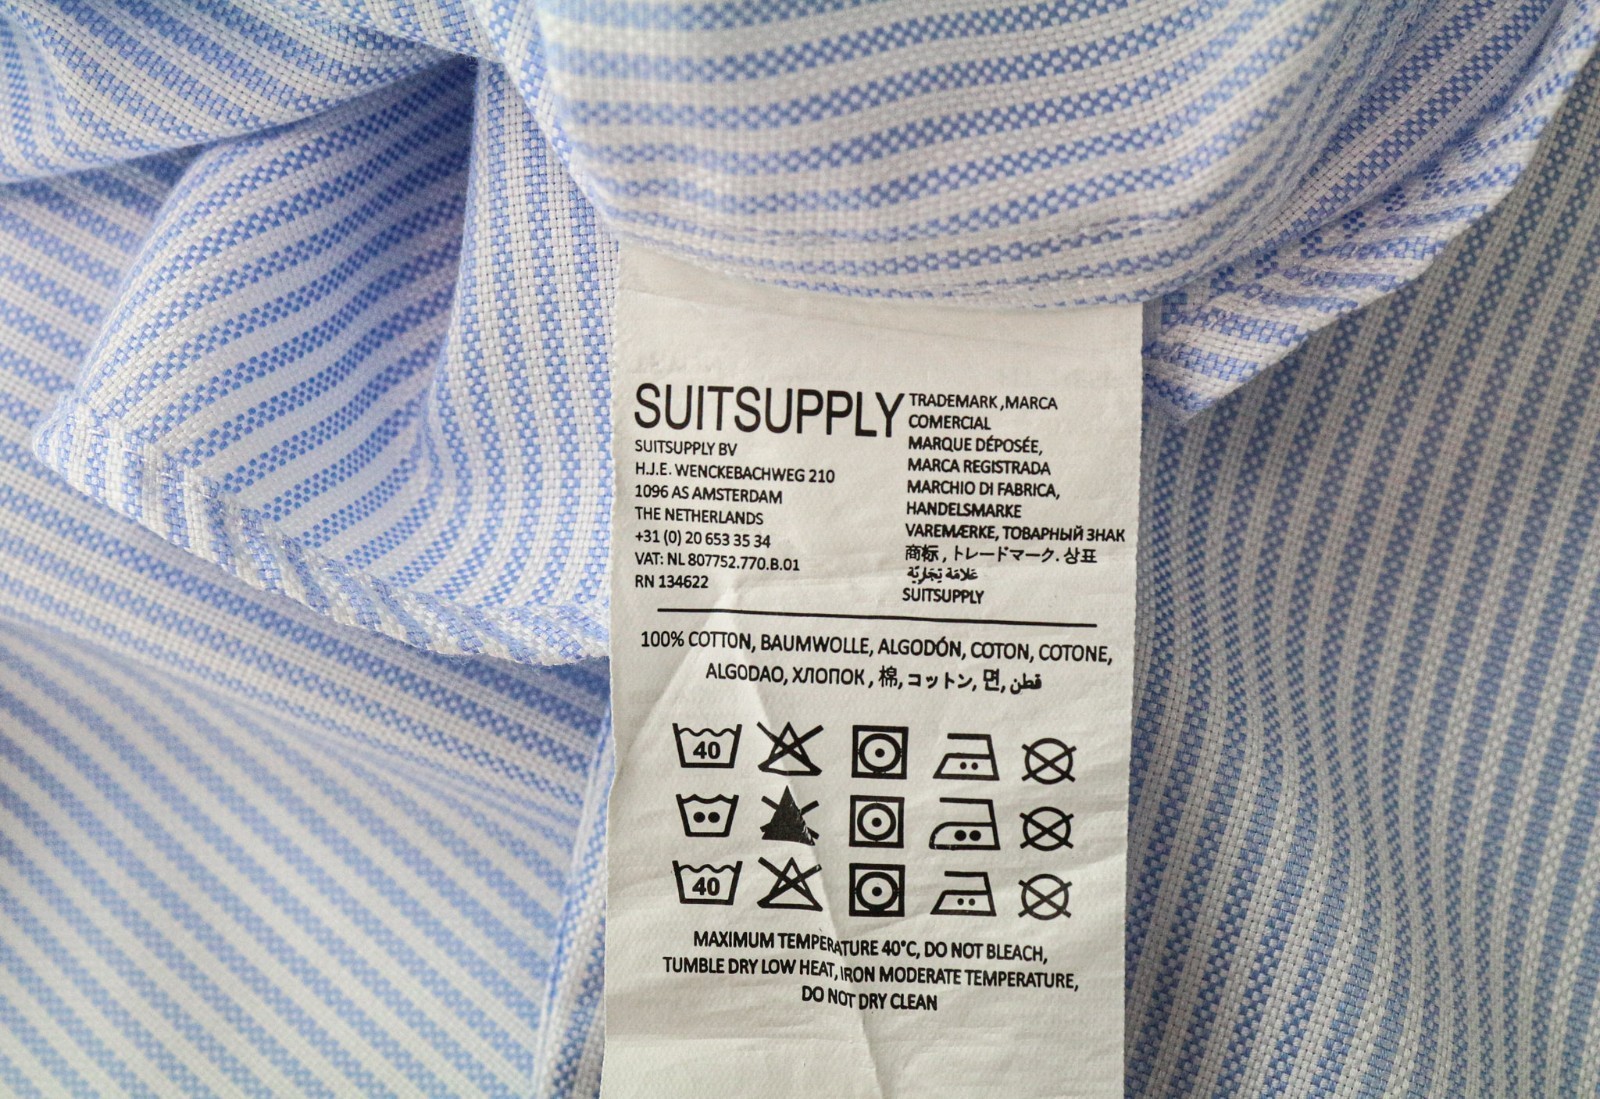 SUITSUPPLY
SUITSUPPLY BV
H.J.E. WENCKEBACHWEG 210
1096 AS AMSTERDAM
THE NETHERLANDS
+31 (0) 20 653 35 34
VAT: NL 807752.770.B.01
RN 134622
TRADEMARK ,MARCA
COMERCIAL
MARQUE DÉPOSÉE,
MARCA REGISTRADA
MARCHIO DI FABRICA,
HANDELSMARKE
VAREMÆRKE, ТОВАРНЫЙ ЗНАК
商标 , トレードマーク. 상표
عَلامَة تِجَارِيَّة
SUITSUPPLY
100% COTTON, BAUMWOLLE, ALGODÓN, COTON, COTONE,
ALGODAO, ХЛОПОК , 棉, コットン, 면, قطن
40
40
MAXIMUM TEMPERATURE 40°C, DO NOT BLEACH,
TUMBLE DRY LOW HEAT, IRON MODERATE TEMPERATURE,
DO NOT DRY CLEAN